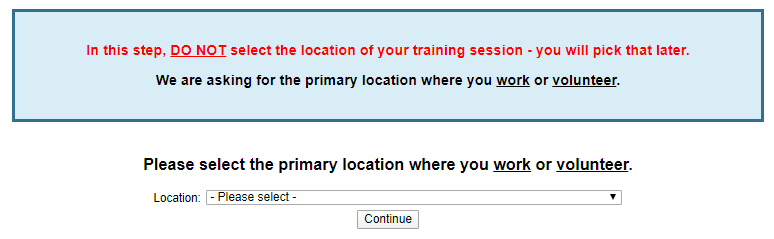 In this step, DO NOT select the location of your training session - you will pick that later.
We are asking for the primary location where you work or volunteer.
Please select the primary location where you work or volunteer.
Location: - Please select -
Continue